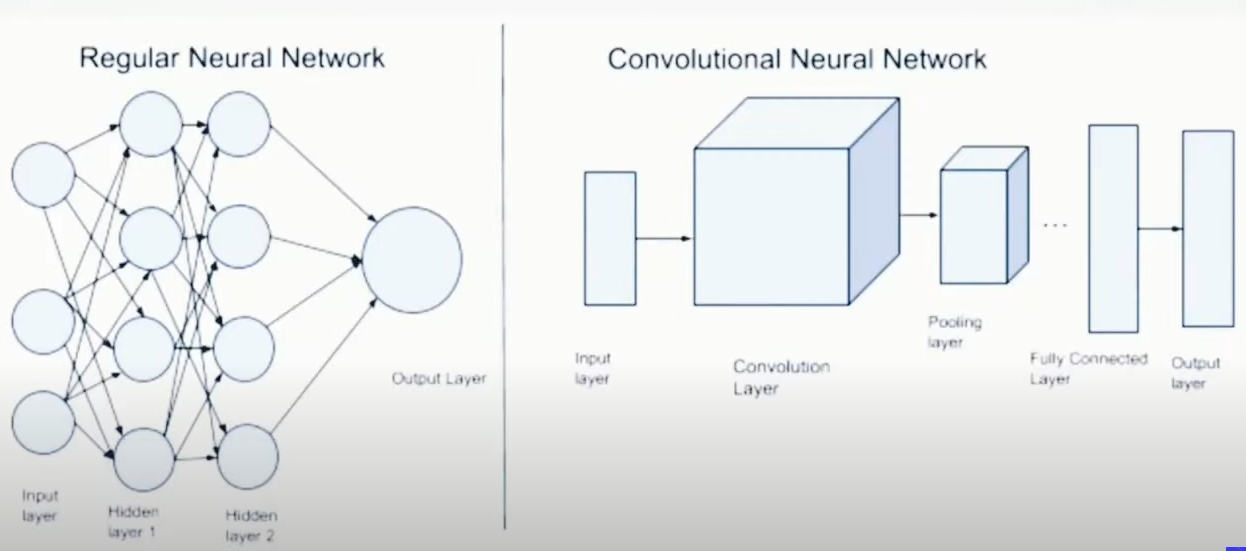 Regular Neural Network
Output Layer
Input
layer
Hidden
layer 1
Hidden
layer 2
Convolutional Neural Network
...
Input
layer
Convolution
Layer
Pooling
layer
Fully Connected
Layer
Output
layer